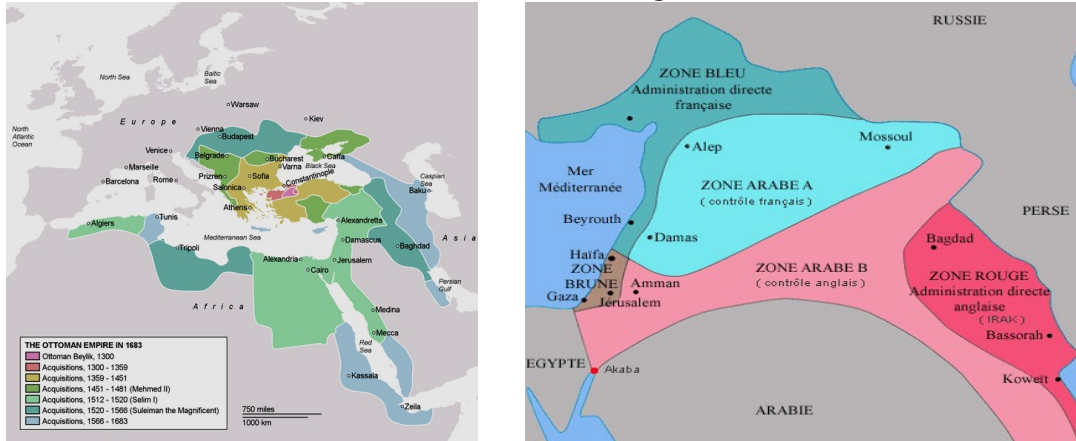 North Sea
Baltic
Sea
Warsaw
Kiev
Europe
North
Atlantic
Ocean
Vienna
Budapest
Venice
Belgrade
Bucharest
Caffa
Marseille
Varna
Black Sea
Caspian
Sea
Barcelona
Rome
Prizren
Sofia
Constantinople
Salonica
Baku
Athens
Algiers
Tunis
Alexandretta
Asia
Mediterranean Sea
Damascus
Tripoli
Baghdad
Alexandria
Jerusalem
Cairo
Persian
Gulf
Africa
Medina
Mecca
Red
Sea
Kassala
Zeila
THE OTTOMAN EMPIRE IN 1683
Ottoman Beylik, 1300
Acquisitions, 1300 - 1359
Acquisitions, 1359 - 1451
Acquisitions, 1451 - 1481 (Mehmed II)
Acquisitions, 1512 - 1520 (Selim I)
Acquisitions, 1520 - 1566 (Suleiman the Magnificent)
Acquisitions, 1566 - 1683
750 miles
1000 km
RUSSIE
ZONE BLEU
Administration directe
française
Mossoul
Alep
Mer
Méditerranée
ZONE ARABE A
( contrôle français )
PERSE
Beyrouth
Damas
Bagdad
Haïfa
ZONE
BRUNE
Amman
ZONE ARABE B
( contrôle anglais )
ZONE ROUGE
Administration directe
anglaise
( IRAK )
Gaza
Jérusalem
Bassorah
EGYPTE
Akaba
Koweit
ARABIE